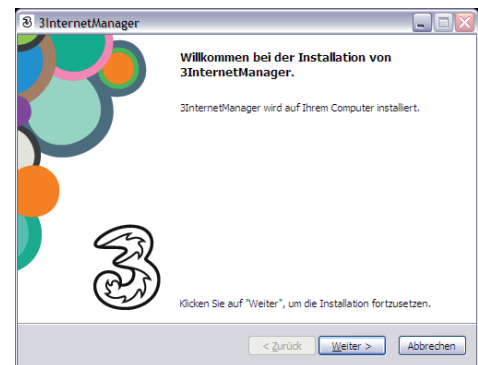 3InternetManager
Willkommen bei der Installation von
3InternetManager.
3InternetManager wird auf Ihrem Computer installiert.
3
Klicken Sie auf "Weiter", um die Installation fortzusetzen.
< Zurück
Weiter >
Abbrechen